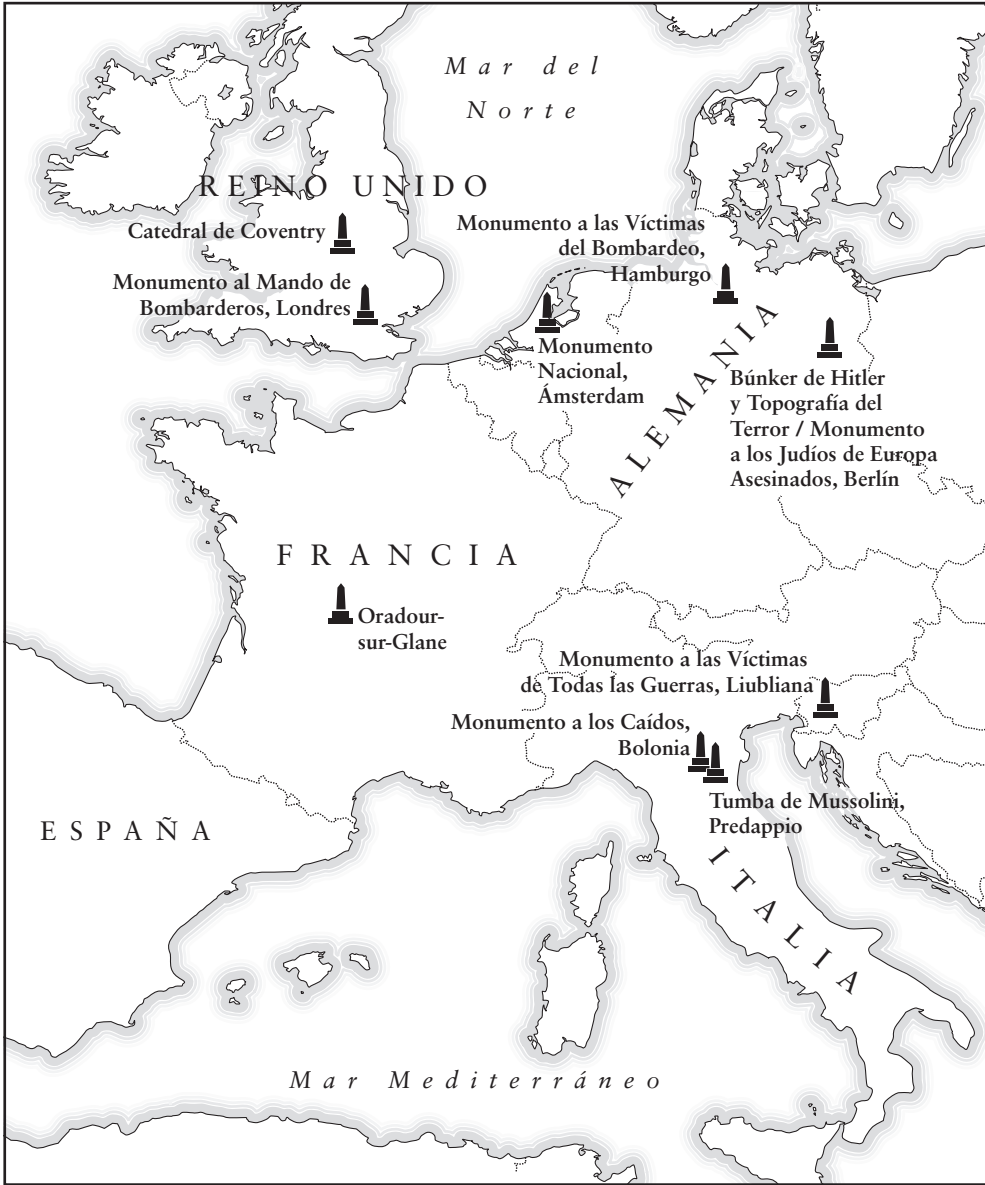 Mar del
Norte
REINO UNIDO
Catedral de Coventry
Monumento al Mando de
Bombarderos, Londres
Monumento a las Víctimas
del Bombardeo,
Hamburgo
Monumento
Nacional,
Ámsterdam
ALEMANIA
Búnker de Hitler
y Topografía del
Terror / Monumento
a los Judíos de Europa
Asesinados, Berlín
FRANCIA
Oradour-
sur-Glane
Monumento a las Víctimas
de Todas las Guerras, Liubliana
Monumento a los Caídos,
Bolonia
Tumba de Mussolini,
Predappio
ESPAÑA
ITALIA
Mar Mediterráneo